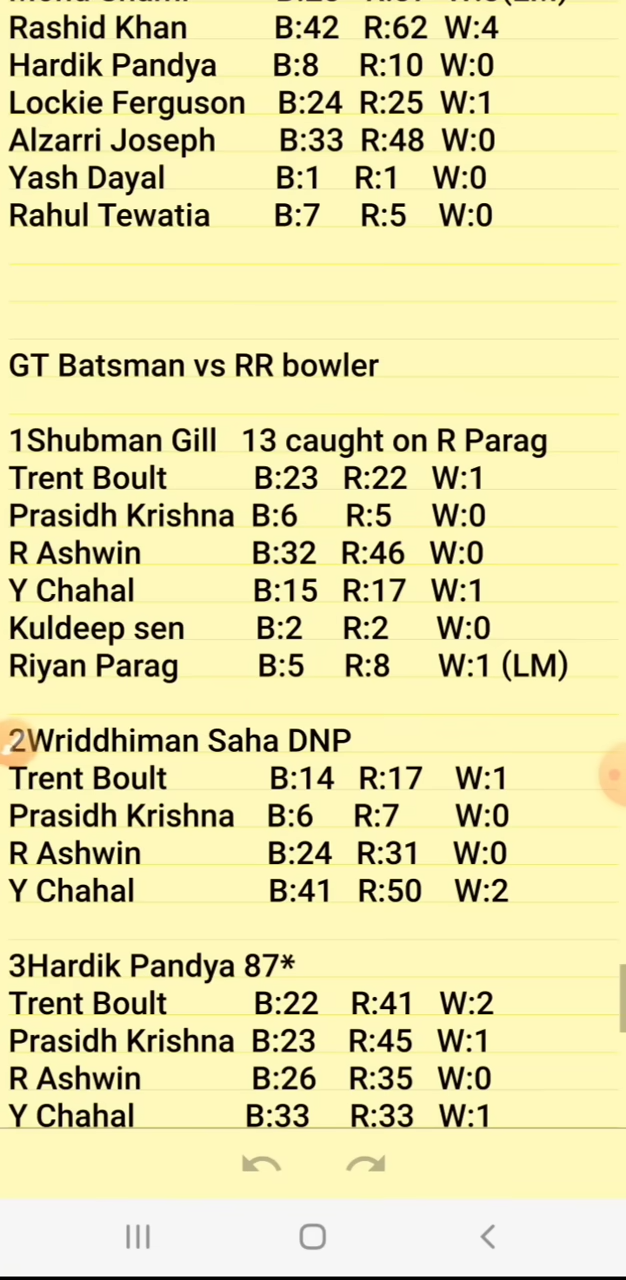 Rashid Khan B:42 R:62 W:4
Hardik Pandya B:8 R:10 W:0
Lockie Ferguson B:24 R:25 W:1
Alzarri Joseph B:33 R:48 W:0
Yash Dayal B:1 R:1 W:0
Rahul Tewatia B:7 R:5 W:0
GT Batsman vs RR bowler
1Shubman Gill 13 caught on R Parag
Trent Boult B:23 R:22 W:1
Prasidh Krishna B:6 R:5 W:0
R Ashwin B:32 R:46 W:0
Y Chahal B:15 R:17 W:1
Kuldeep sen B:2 R:2 W:0
Riyan Parag B:5 R:8 W:1 (LM)
2Wriddhiman Saha DNP
Trent Boult B:14 R:17 W:1
Prasidh Krishna B:6 R:7 W:0
R Ashwin B:24 R:31 W:0
Y Chahal B:41 R:50 W:2
3Hardik Pandya 87*
Trent Boult B:22 R:41 W:2
Prasidh Krishna B:23 R:45 W:1
R Ashwin B:26 R:35 W:0
Y Chahal B:33 R:33 W:1